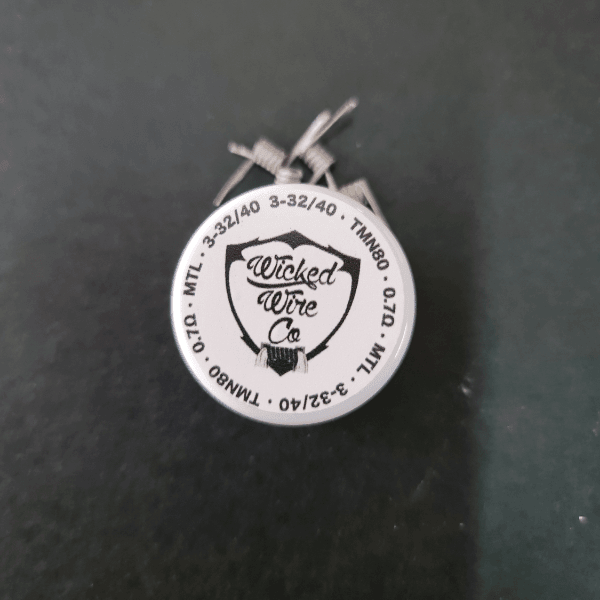 3-32/40 · TMN80 · 0.7Ω · MTL · 3-32/40 · TMN80 · 0.7Ω · MTL · 3-32/40
Wicked
Wire
Co